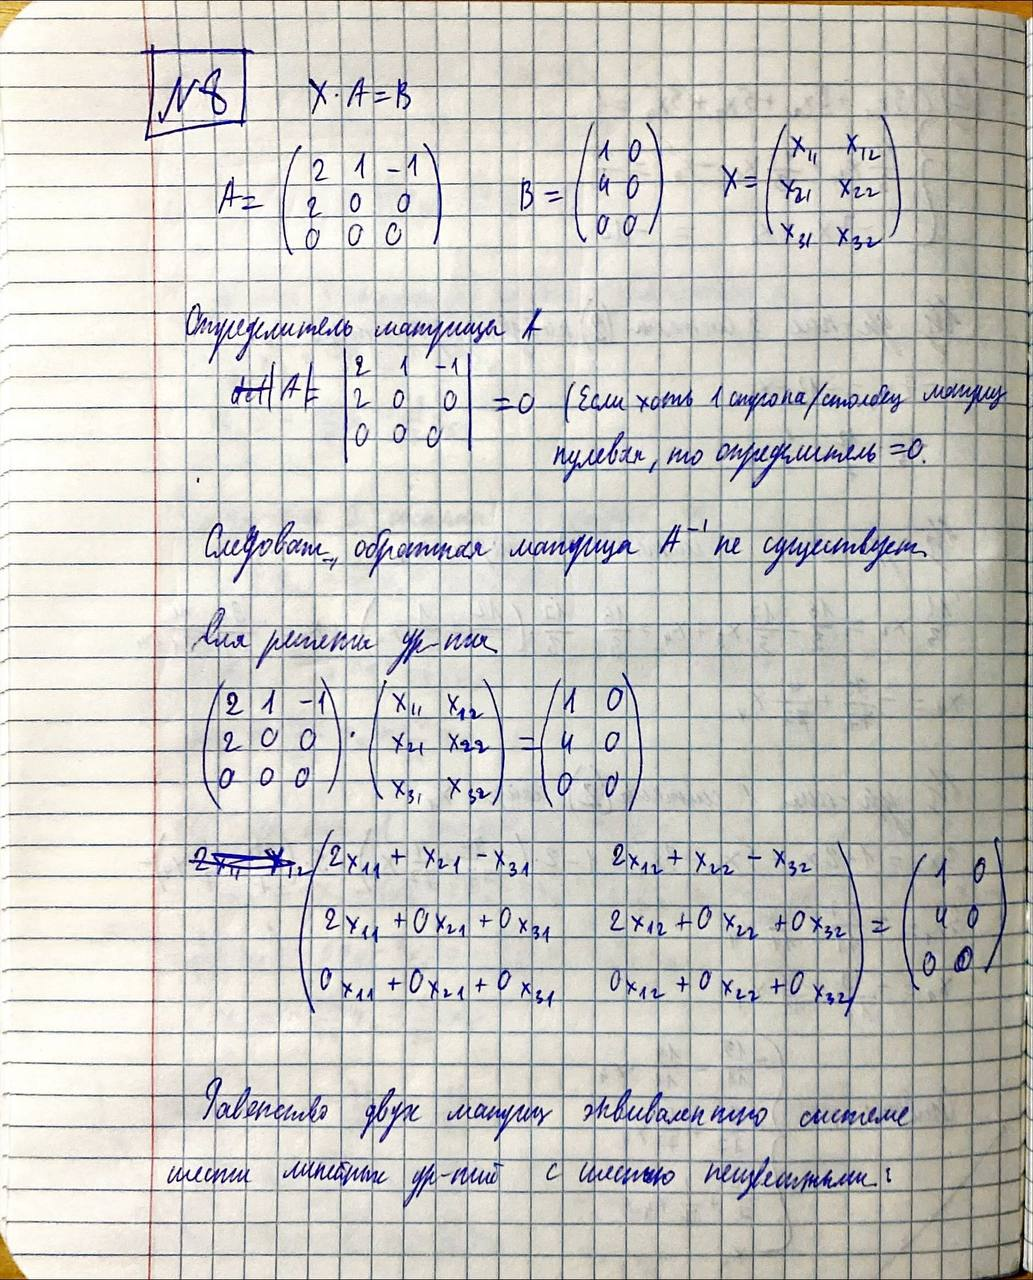 №8 X · A = B
A = (2 1 -1; 2 0 0; 0 0 0) B = (1 0; 4 0; 0 0) X = (x₁₁ x₁₂; x₂₁ x₂₂; x₃₁ x₃₂)
Определитель матрицы A
|A| = |2 1 -1; 2 0 0; 0 0 0| = 0 (Если хоть 1 строка/столбец матриц
нулевая, то определитель = 0.
Следоват., обратная матрица A⁻¹ не существует.
Для решения ур-ния
(2 1 -1; 2 0 0; 0 0 0) · (x₁₁ x₁₂; x₂₁ x₂₂; x₃₁ x₃₂) = (1 0; 4 0; 0 0)
(2x₁₁ + x₂₁ - x₃₁ 2x₁₂ + x₂₂ - x₃₂; 2x₁₁ + 0x₂₁ + 0x₃₁ 2x₁₂ + 0x₂₂ + 0x₃₂; 0x₁₁ + 0x₂₁ + 0x₃₁ 0x₁₂ + 0x₂₂ + 0x₃₂) = (1 0; 4 0; 0 0)
Равенство двух матриц эквивалентно системе
шести линейных ур-ний с шестью неизвестными: